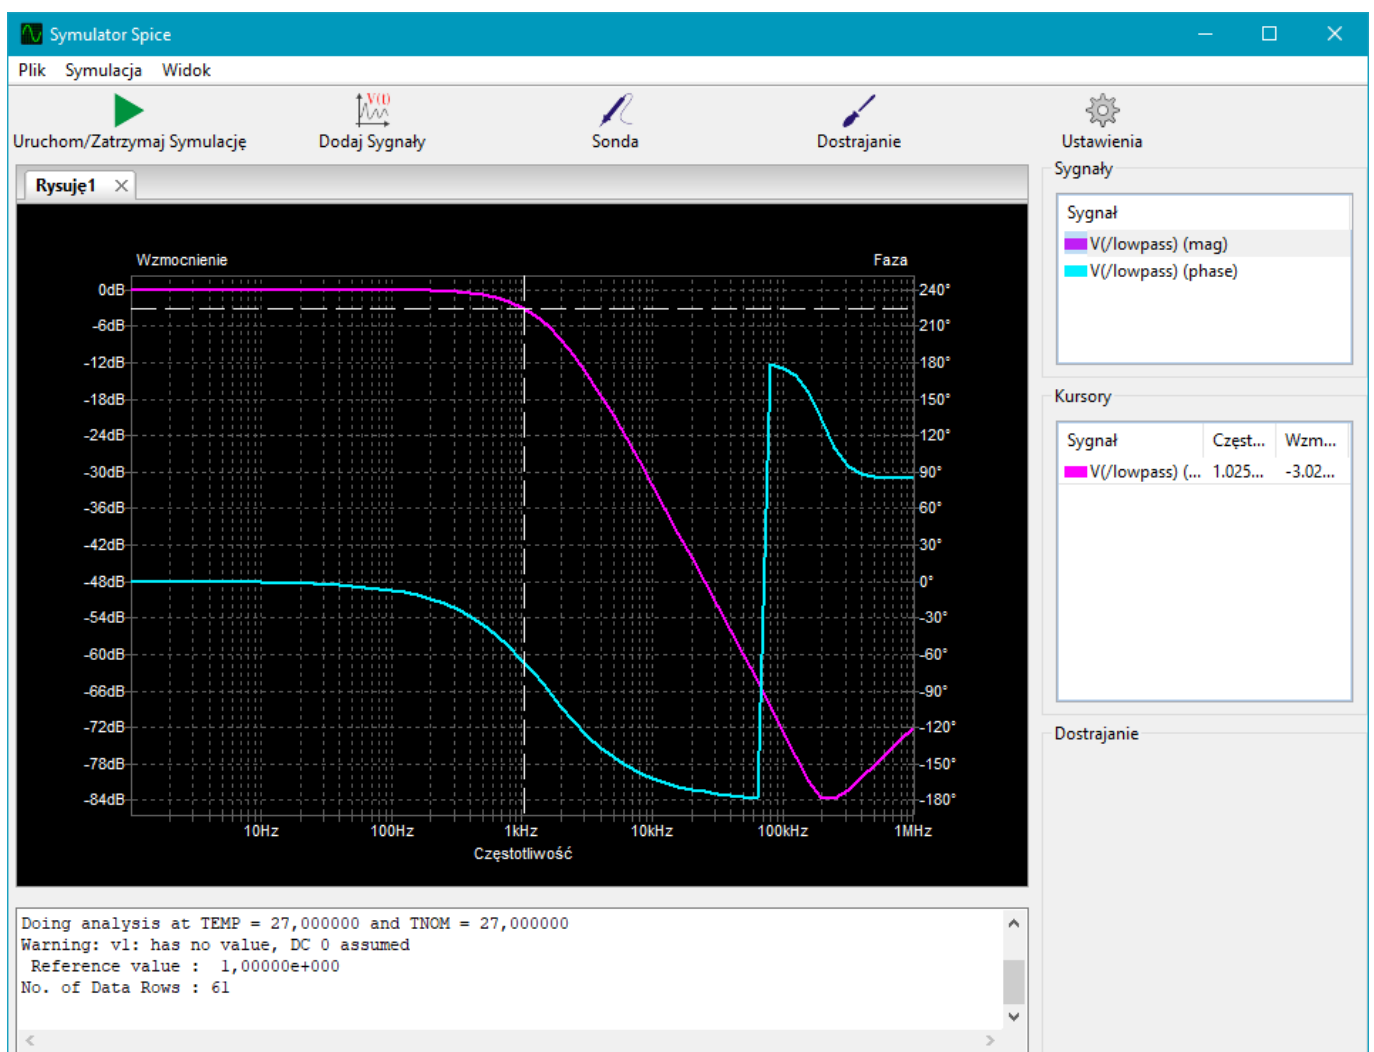 Symulator Spice
Plik Symulacja Widok
V(t)
Uruchom/Zatrzymaj Symulację Dodaj Sygnały Sonda Dostrajanie Ustawienia
Rysuję1
Wzmocnienie Faza
0dB 240°
-6dB 210°
-12dB 180°
-18dB 150°
-24dB 120°
-30dB 90°
-36dB 60°
-42dB 30°
-48dB 0°
-54dB -30°
-60dB -60°
-66dB -90°
-72dB -120°
-78dB -150°
-84dB -180°
10Hz 100Hz 1kHz 10kHz 100kHz 1MHz
Częstotliwość
Sygnały
Sygnał
V(/lowpass) (mag)
V(/lowpass) (phase)
Kursory
Sygnał Częst... Wzm...
V(/lowpass) (... 1.025... -3.02...
Dostrajanie
Doing analysis at TEMP = 27,000000 and TNOM = 27,000000
Warning: v1: has no value, DC 0 assumed
Reference value : 1,00000e+000
No. of Data Rows : 61